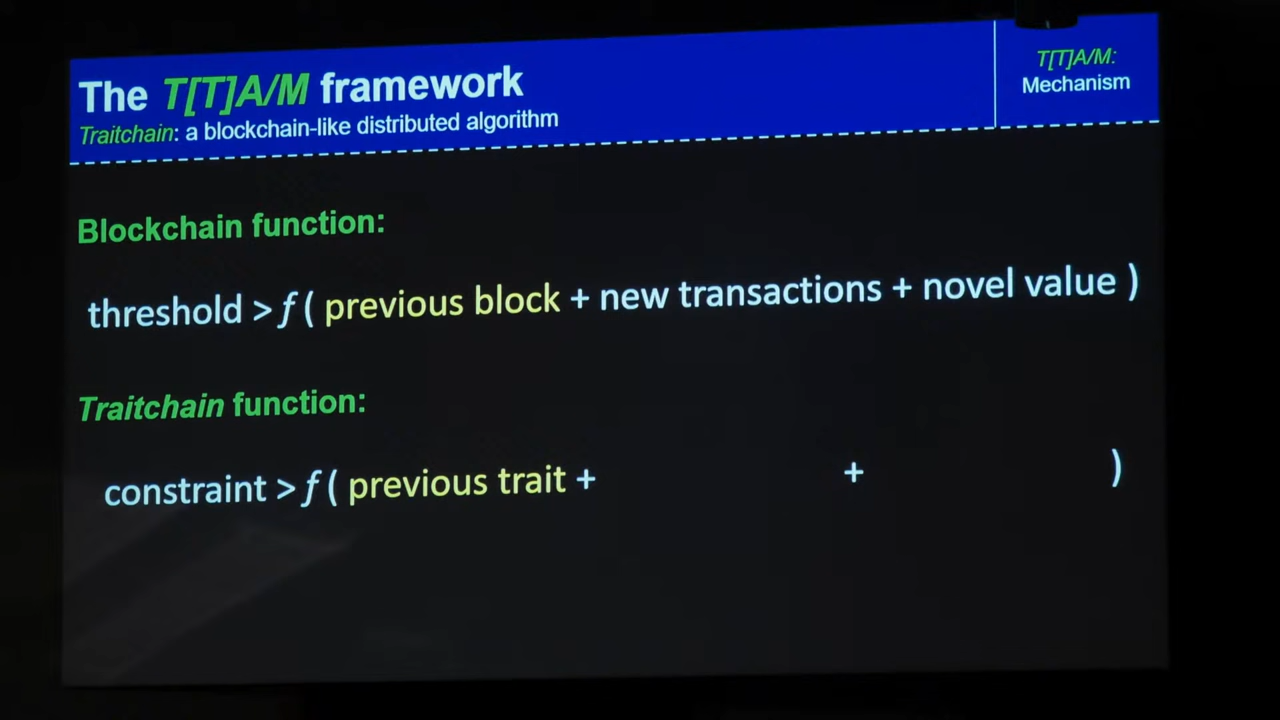 The T[T]A/M framework
Traitchain: a blockchain-like distributed algorithm
T[T]A/M:
Mechanism
Blockchain function:
threshold > f ( previous block + new transactions + novel value )
Traitchain function:
constraint > f ( previous trait + + )